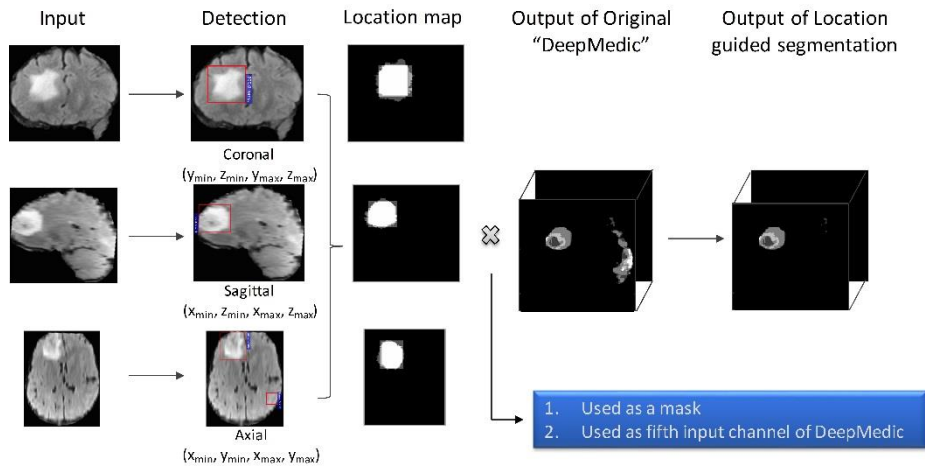 Input
Detection
Location map
Output of Original
“DeepMedic”
Output of Location
guided segmentation
Coronal
(ymin, zmin, ymax, zmax)
Sagittal
(xmin, zmin, xmax, zmax)
Axial
(xmin, ymin, xmax, ymax)
1. Used as a mask
2. Used as fifth input channel of DeepMedic